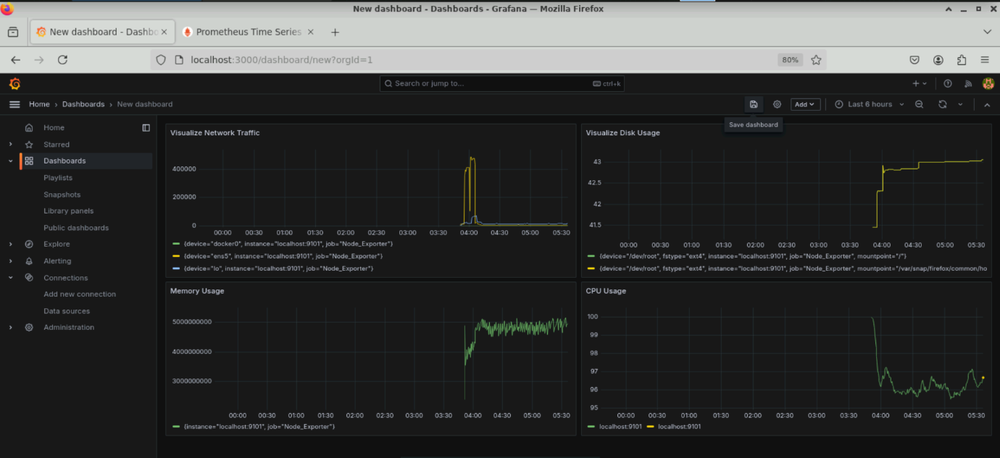 New dashboard - Dashboards - Grafana — Mozilla Firefox
New dashboard - Dashbo
Prometheus Time Series
localhost:3000/dashboard/new?orgId=1
80%
Search or jump to...
ctrl+k
Home › Dashboards › New dashboard
Add
Last 6 hours
Save dashboard
Home
Starred
Dashboards
Playlists
Snapshots
Library panels
Public dashboards
Explore
Alerting
Connections
Add new connection
Data sources
Administration
Visualize Network Traffic
400000
200000
0
00:00 00:30 01:00 01:30 02:00 02:30 03:00 03:30 04:00 04:30 05:00 05:30
{device="docker0", instance="localhost:9101", job="Node_Exporter"}
{device="ens5", instance="localhost:9101", job="Node_Exporter"}
{device="lo", instance="localhost:9101", job="Node_Exporter"}
Visualize Disk Usage
43
42.5
42
41.5
00:00 00:30 01:00 01:30 02:00 02:30 03:00 03:30 04:00 04:30 05:00 05:30
{device="/dev/root", fstype="ext4", instance="localhost:9101", job="Node_Exporter", mountpoint="/"}
{device="/dev/root", fstype="ext4", instance="localhost:9101", job="Node_Exporter", mountpoint="/var/snap/firefox/common/ho
Memory Usage
5000000000
4000000000
3000000000
00:00 00:30 01:00 01:30 02:00 02:30 03:00 03:30 04:00 04:30 05:00 05:30
{instance="localhost:9101", job="Node_Exporter"}
CPU Usage
100
99
98
97
96
95
00:00 00:30 01:00 01:30 02:00 02:30 03:00 03:30 04:00 04:30 05:00 05:30
localhost:9101 localhost:9101